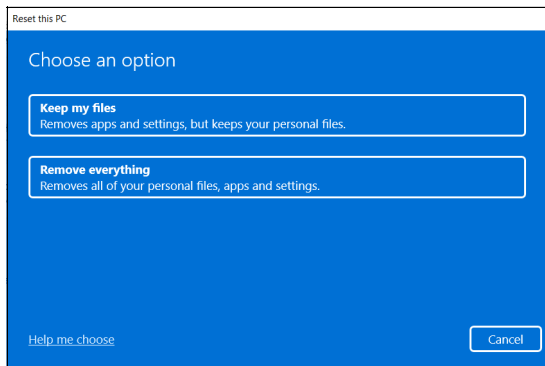 Reset this PC
Choose an option
Keep my files
Removes apps and settings, but keeps your personal files.
Remove everything
Removes all of your personal files, apps and settings.
Help me choose
Cancel